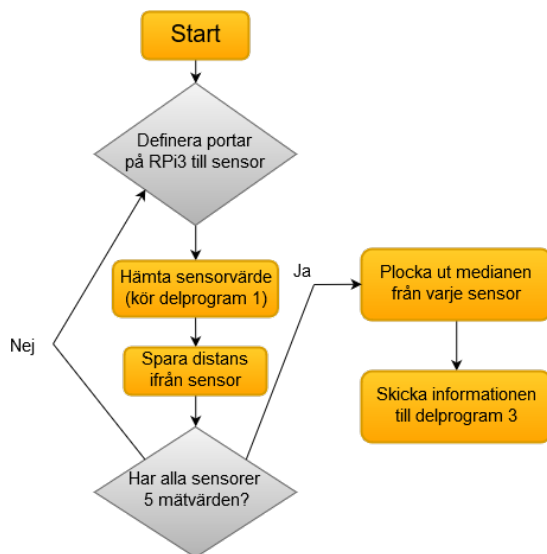 Start
Definera portar
på RPi3 till sensor
Hämta sensorvärde
(kör delprogram 1)
Spara distans
ifrån sensor
Har alla sensorer
5 mätvärden?
Nej
Ja
Plocka ut medianen
från varje sensor
Skicka informationen
till delprogram 3